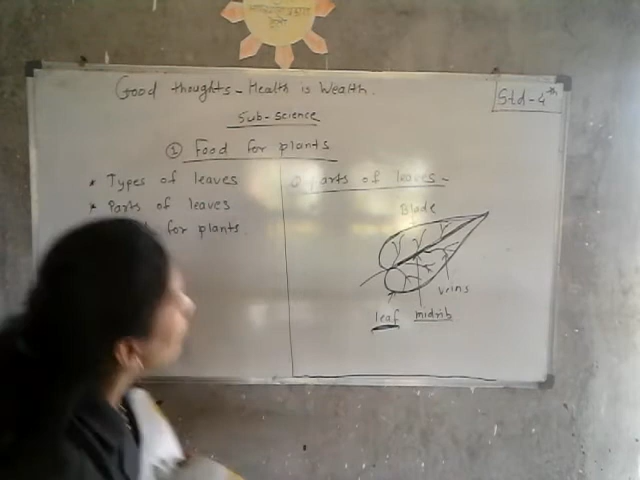 Good thoughts - Health is Wealth.
Std - 4th
Sub-science
① Food for plants
* Types of leaves
* Parts of leaves
for plants.
parts of leaves -
Blade
veins
leaf midrib